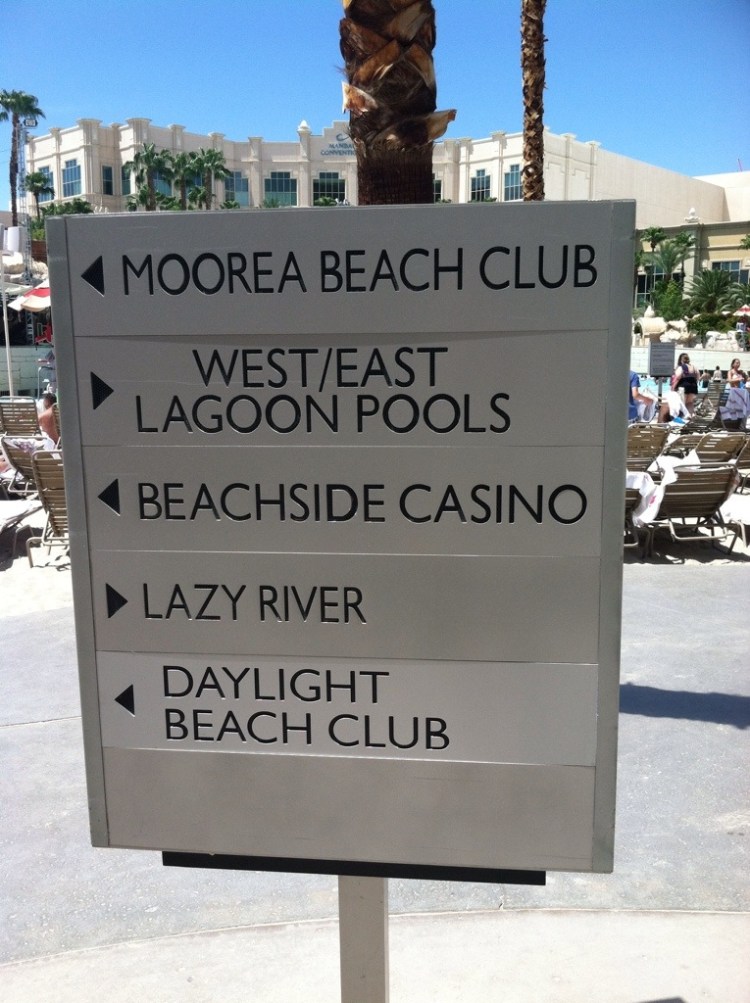 MOOREA BEACH CLUB
WEST/EAST
LAGOON POOLS
BEACHSIDE CASINO
LAZY RIVER
DAYLIGHT
BEACH CLUB